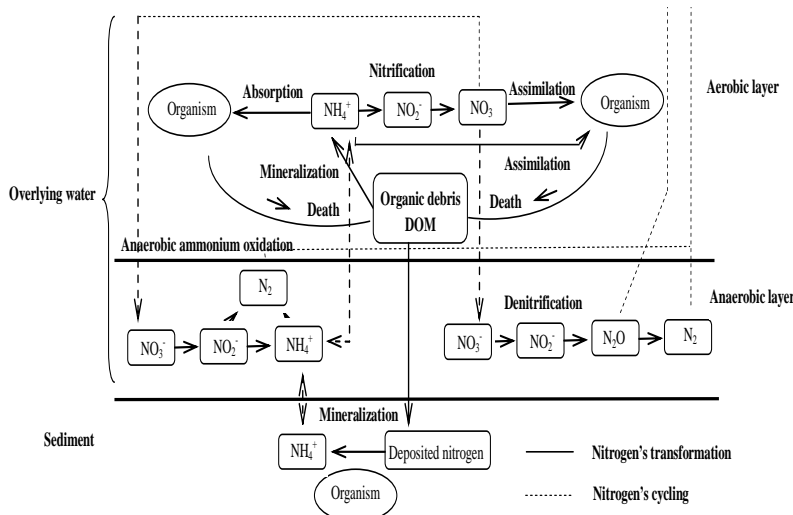 Nitrification
Absorption
Assimilation
Aerobic layer
Organism
NH₄⁺
NO₂⁻
NO₃
Organism
Mineralization
Assimilation
Overlying water
Organic debris
DOM
Death
Death
Anaerobic ammonium oxidation
N₂
Denitrification
Anaerobic layer
NO₃⁻
NO₂⁻
NH₄⁺
NO₃⁻
NO₂⁻
N₂O
N₂
Mineralization
Sediment
NH₄⁺
Deposited nitrogen
Nitrogen's transformation
Organism
Nitrogen's cycling